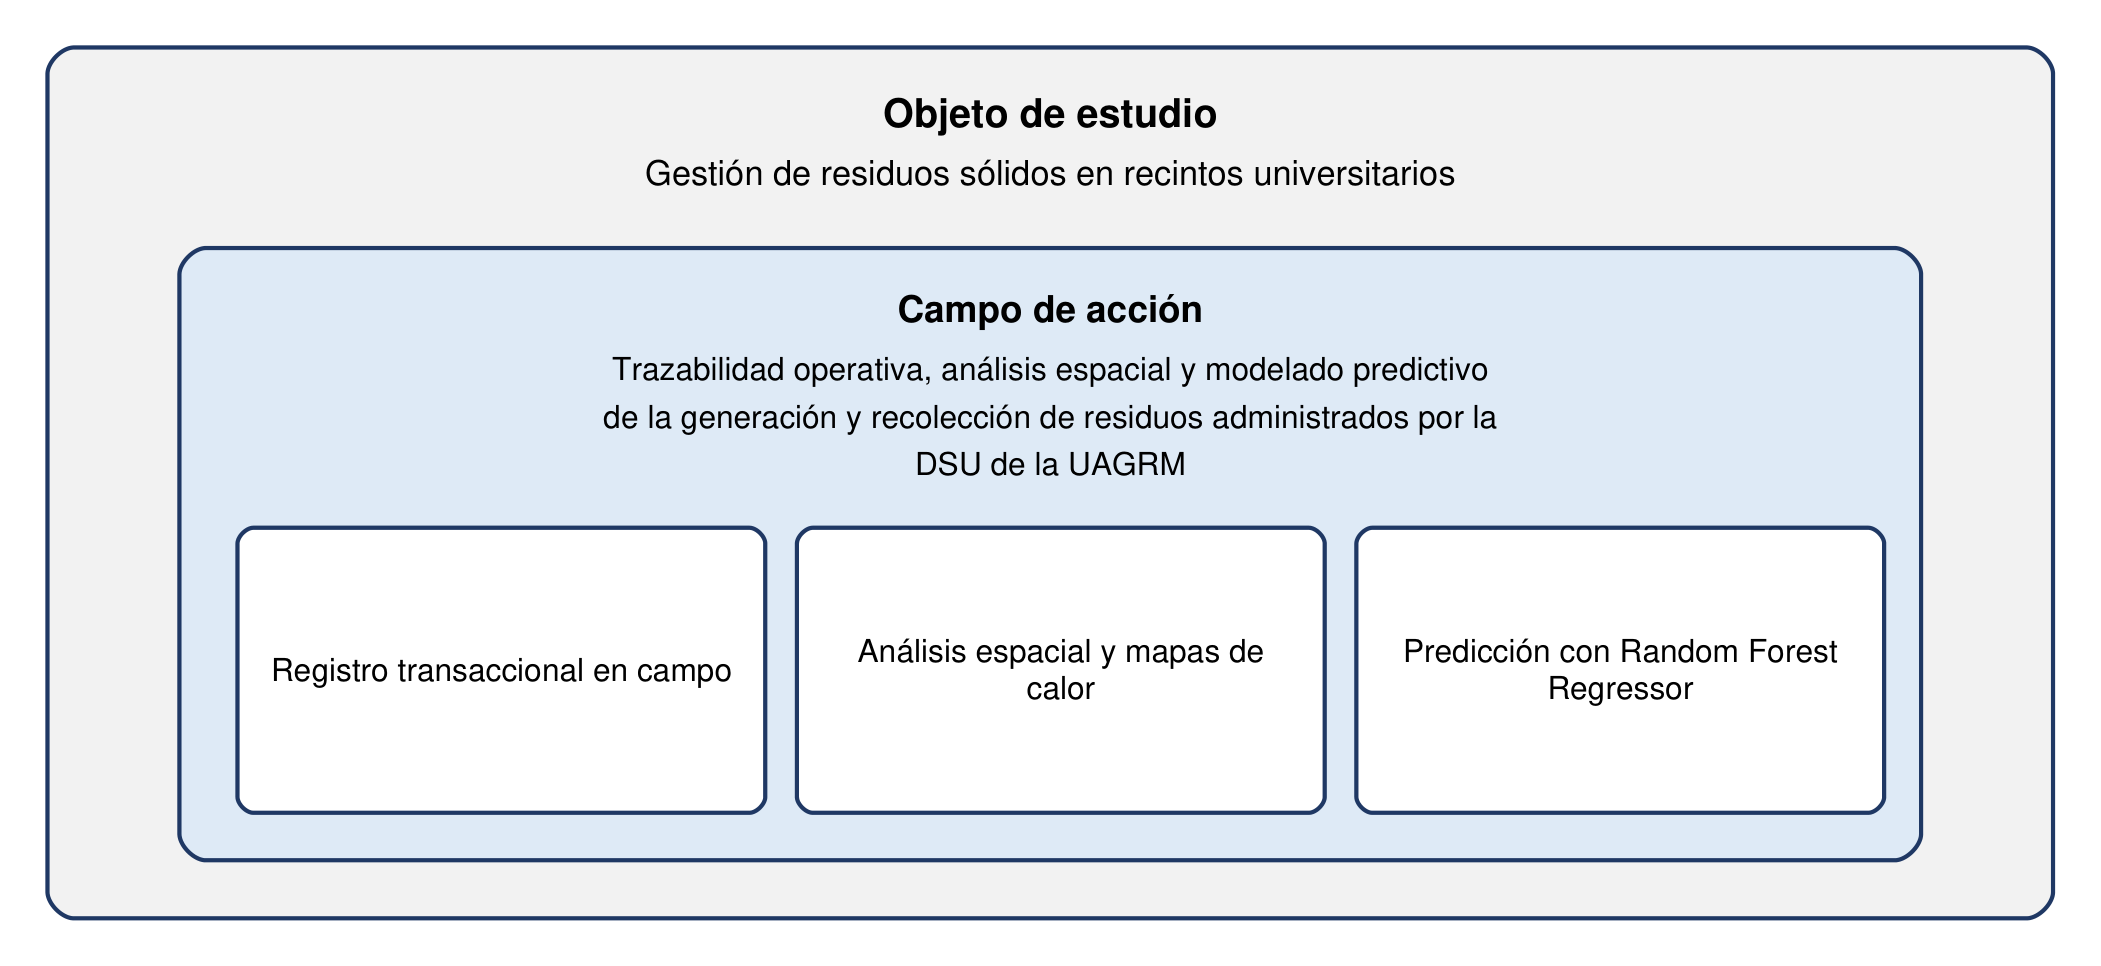 Objeto de estudio
Gestión de residuos sólidos en recintos universitarios
Campo de acción
Trazabilidad operativa, análisis espacial y modelado predictivo
de la generación y recolección de residuos administrados por la
DSU de la UAGRM
Registro transaccional en campo
Análisis espacial y mapas de
calor
Predicción con Random Forest
Regressor